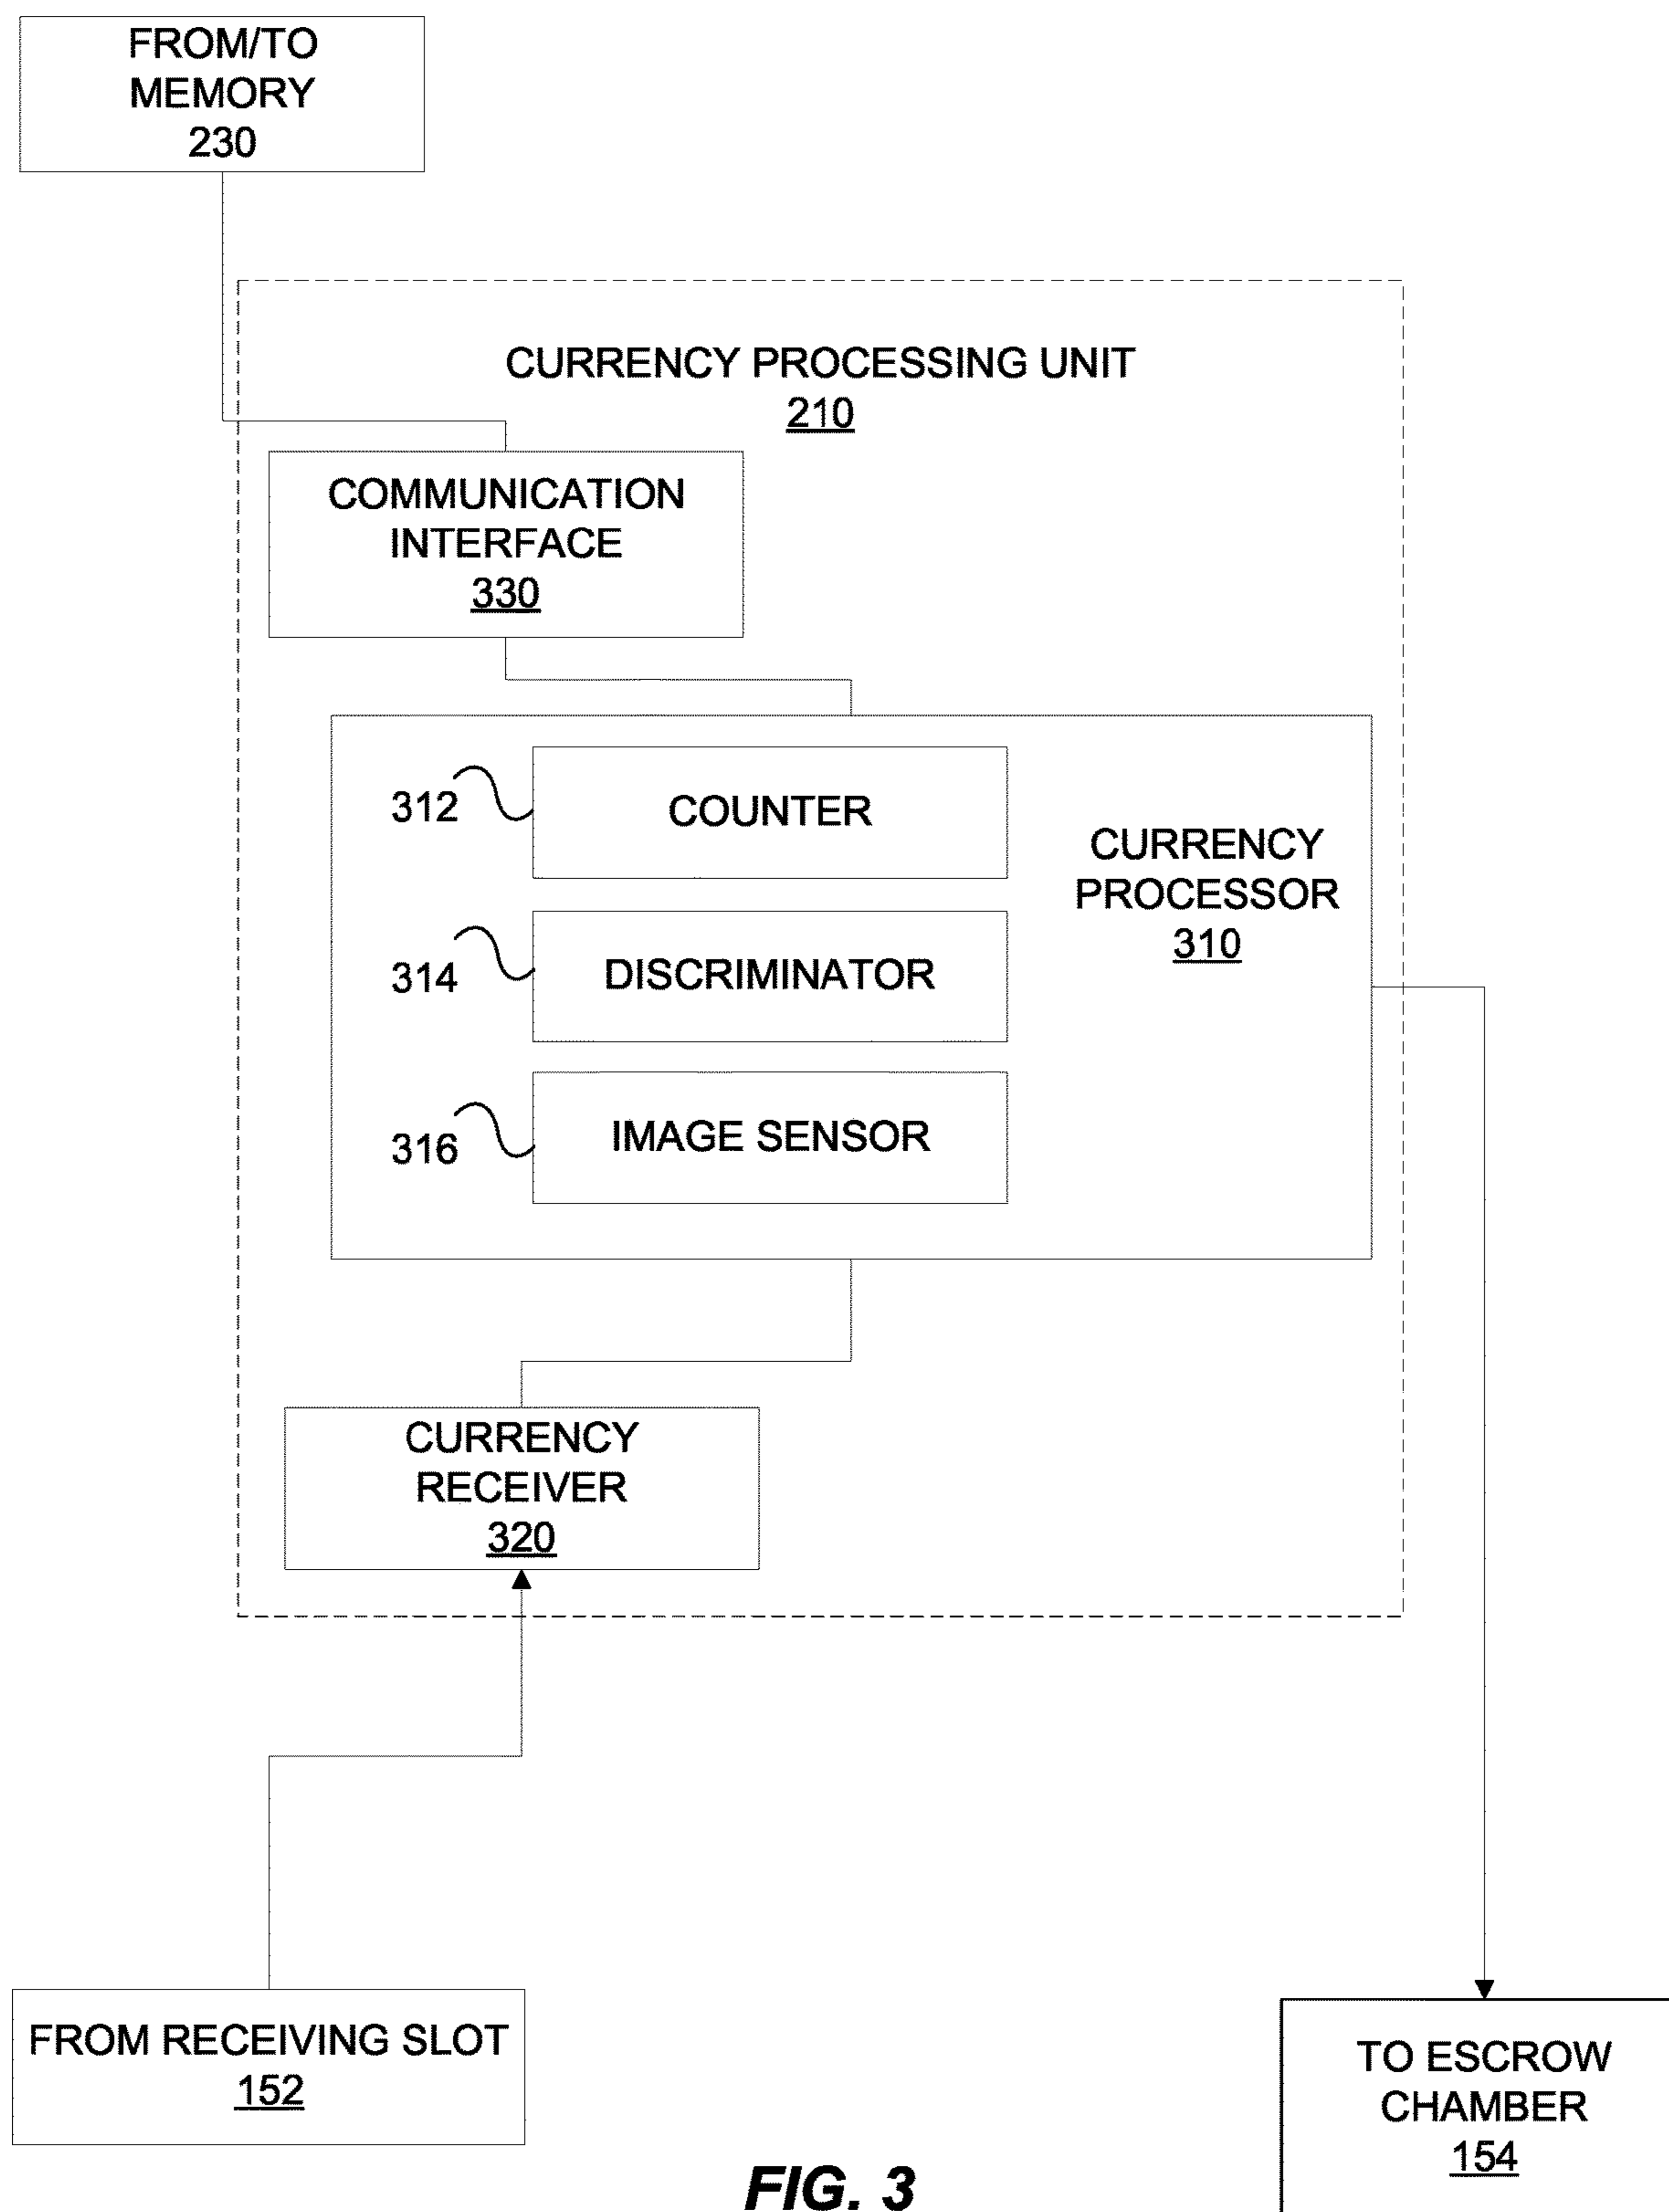 FROM/TO
MEMORY
230
CURRENCY PROCESSING UNIT
210
COMMUNICATION
INTERFACE
330
312
COUNTER
CURRENCY
PROCESSOR
310
314
DISCRIMINATOR
316
IMAGE SENSOR
CURRENCY
RECEIVER
320
FROM RECEIVING SLOT
152
TO ESCROW
CHAMBER
154
FIG. 3